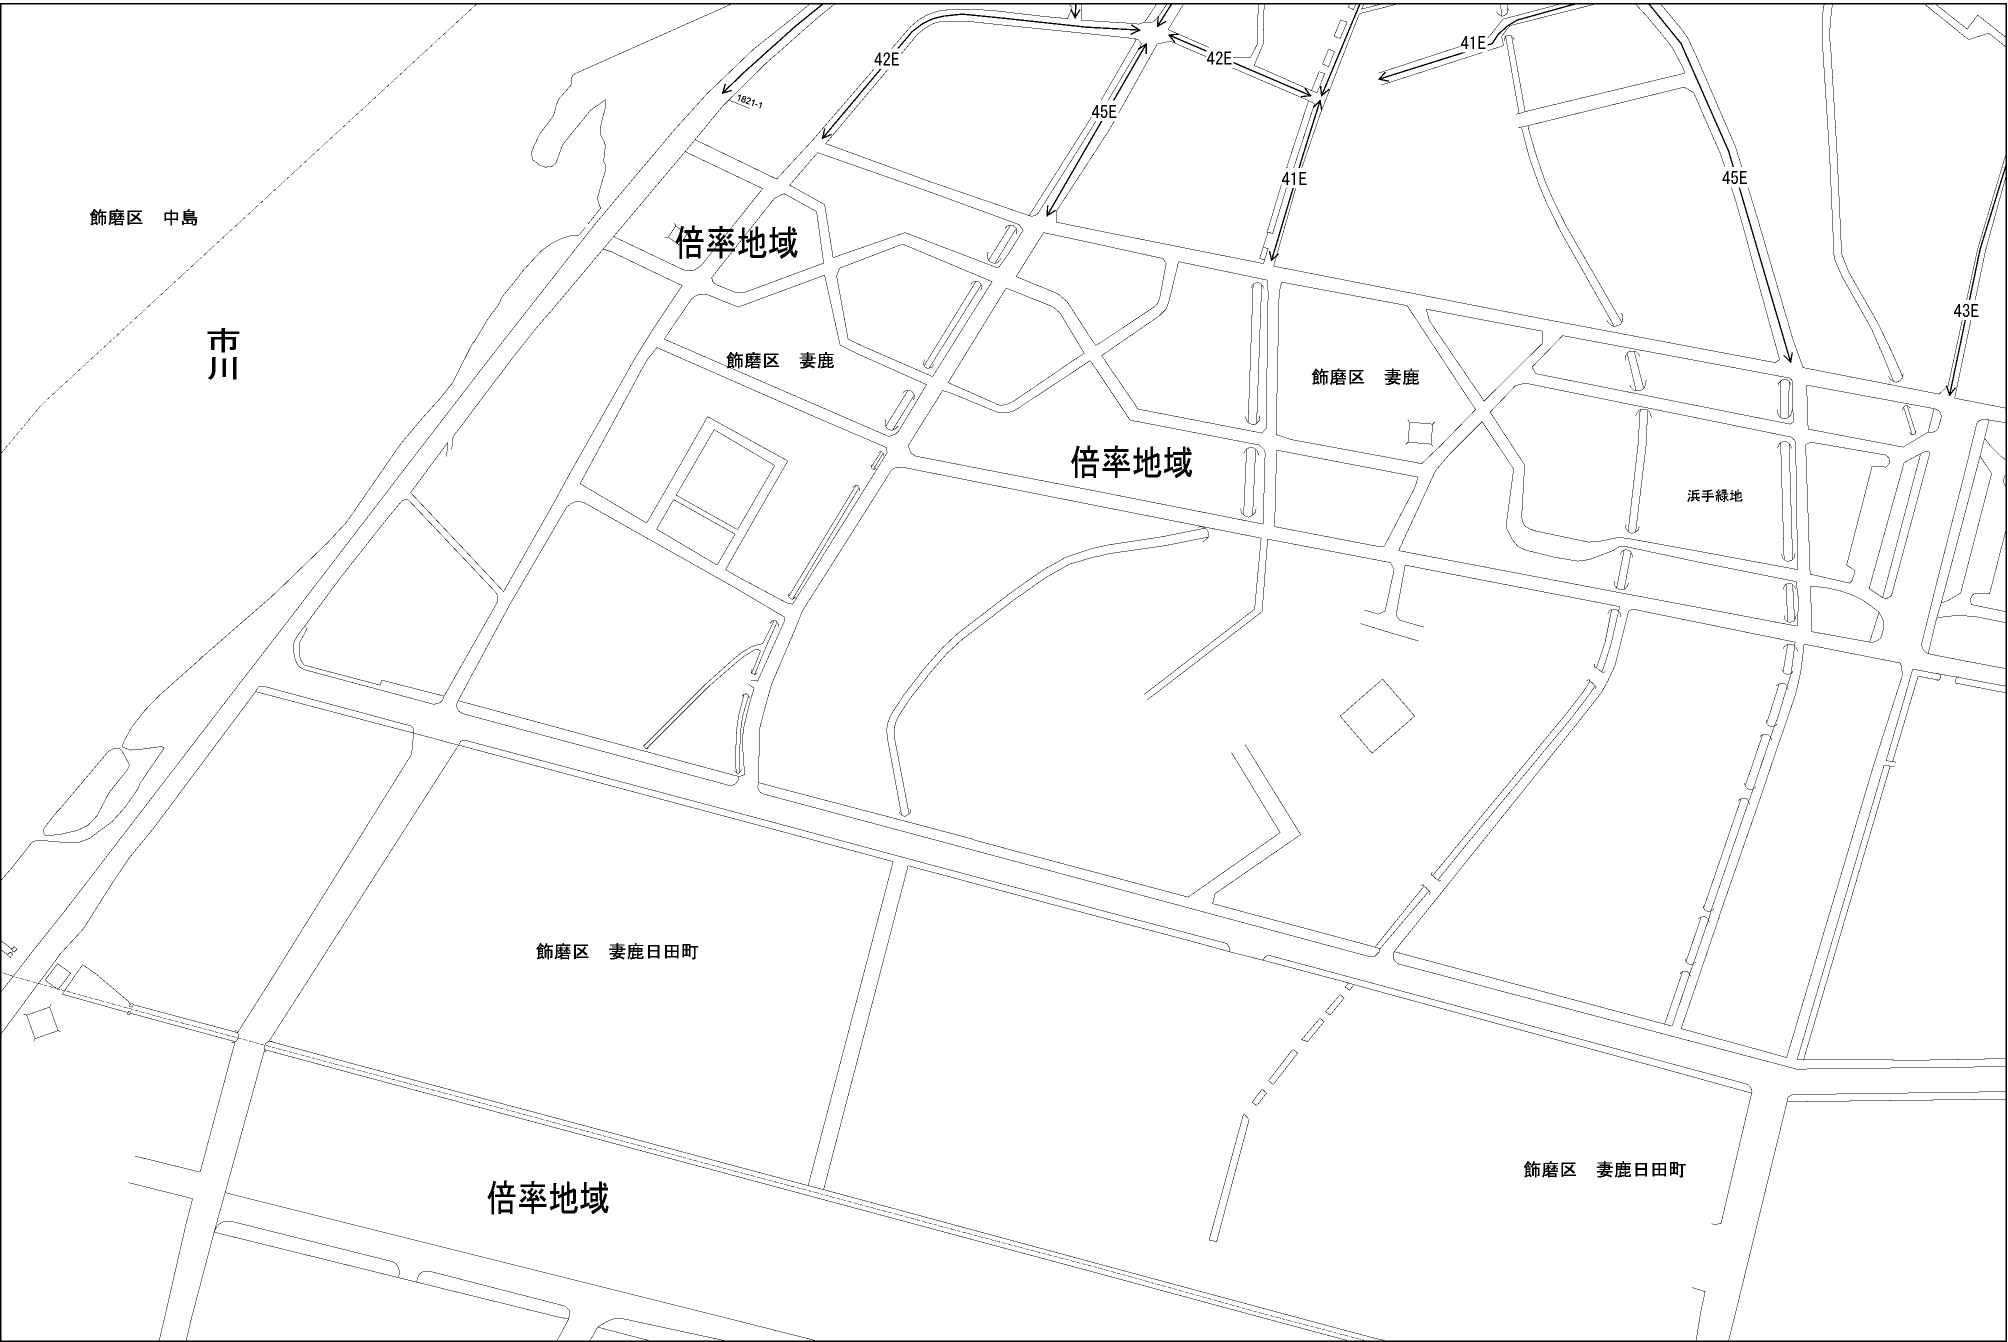 42E
42E
41E
1821-1
45E
41E
45E
飾磨区　中島
倍率地域
43E
市川
飾磨区　妻鹿
飾磨区　妻鹿
倍率地域
浜手緑地
飾磨区　妻鹿日田町
飾磨区　妻鹿日田町
倍率地域